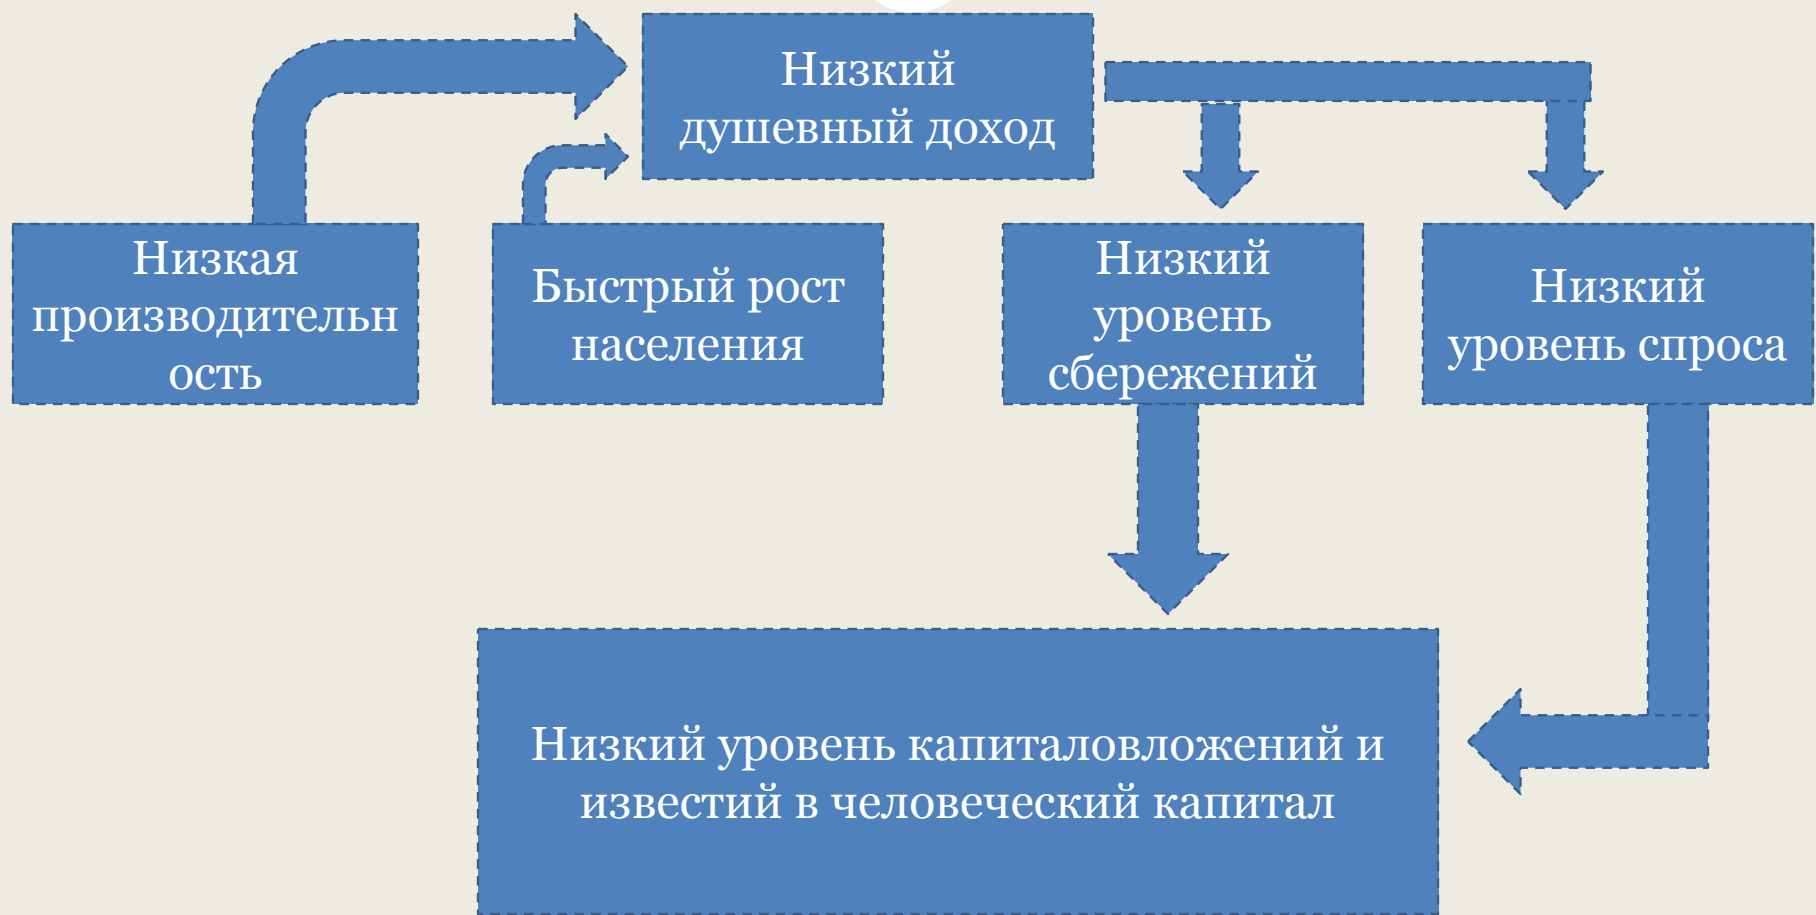 Низкий
душевный доход
Низкая
производительн
ость
Быстрый рост
населения
Низкий
уровень
сбережений
Низкий
уровень спроса
Низкий уровень капиталовложений и
известий в человеческий капитал